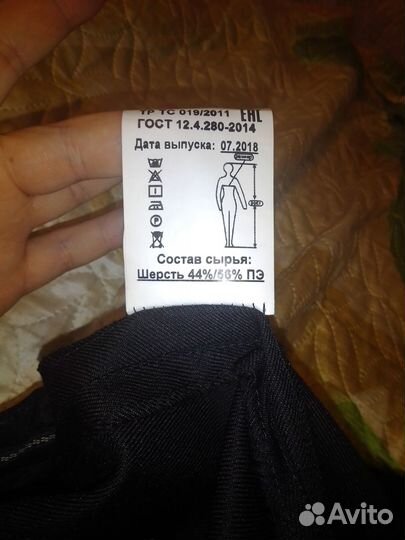 ТР ТС 019/2011 EAC
ГОСТ 12.4.280-2014
Дата выпуска: 07.2018
Состав сырья:
Шерсть 44%/56% ПЭ
Avito